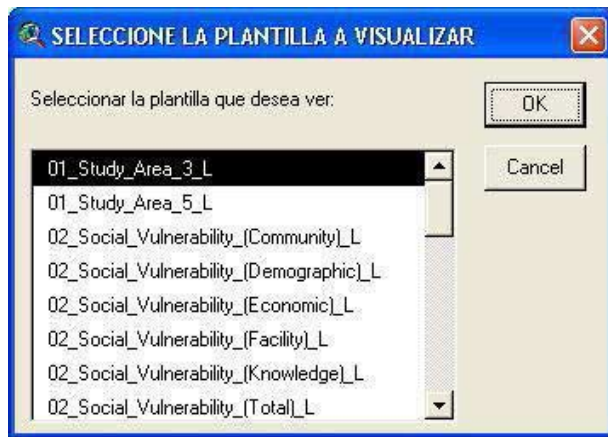 SELECCIONE LA PLANTILLA A VISUALIZAR
Seleccionar la plantilla que desea ver:
OK
Cancel
01_Study_Area_3_L
01_Study_Area_5_L
02_Social_Vulnerability_(Community)_L
02_Social_Vulnerability_(Demographic)_L
02_Social_Vulnerability_(Economic)_L
02_Social_Vulnerability_(Facility)_L
02_Social_Vulnerability_(Knowledge)_L
02_Social_Vulnerability_(Total)_L